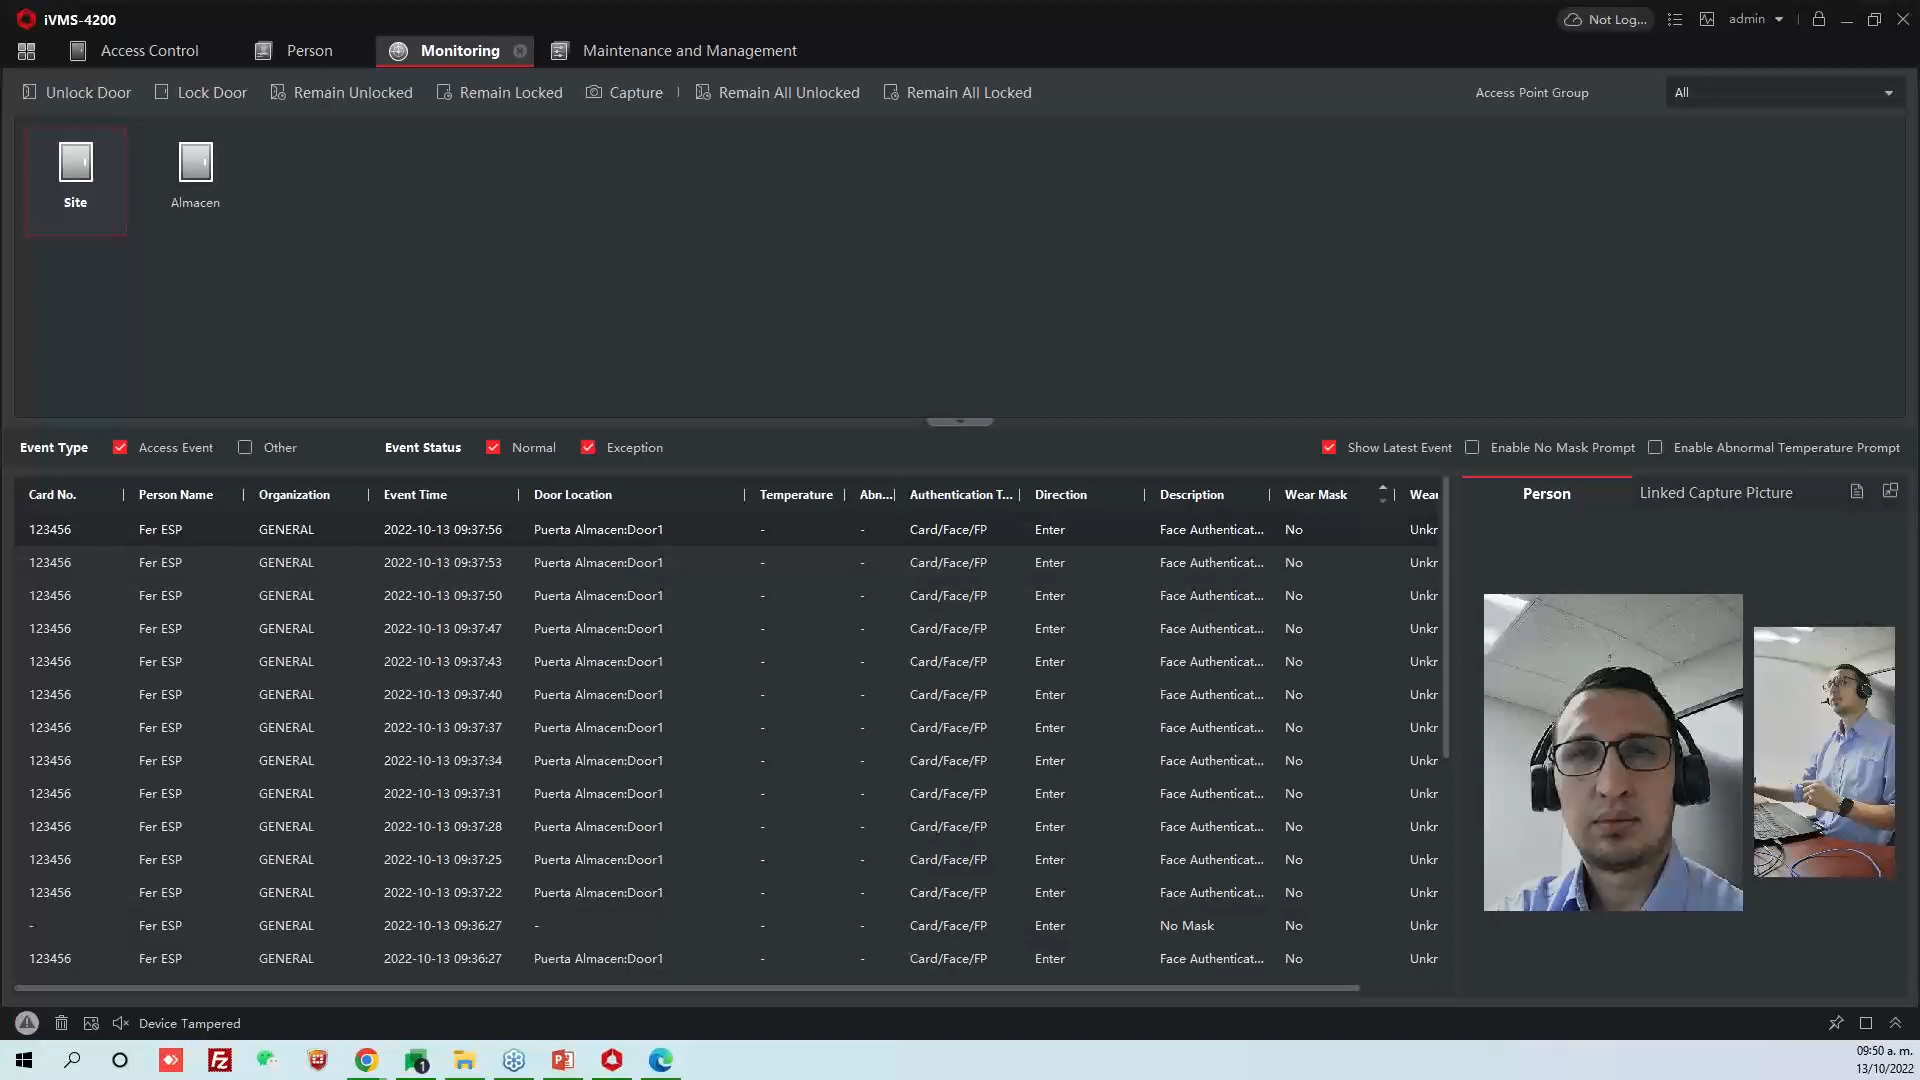 iVMS-4200
Not Log... admin
Access Control Person Monitoring Maintenance and Management
Unlock Door Lock Door Remain Unlocked Remain Locked Capture Remain All Unlocked Remain All Locked Access Point Group All
Site Almacen
Event Type Access Event Other Event Status Normal Exception Show Latest Event Enable No Mask Prompt Enable Abnormal Temperature Prompt
Card No. Person Name Organization Event Time Door Location Temperature Abn... Authentication T... Direction Description Wear Mask Wear
Person Linked Capture Picture
123456 Fer ESP GENERAL 2022-10-13 09:37:56 Puerta Almacen:Door1 - - Card/Face/FP Enter Face Authenticat... No Unkr
123456 Fer ESP GENERAL 2022-10-13 09:37:53 Puerta Almacen:Door1 - - Card/Face/FP Enter Face Authenticat... No Unkr
123456 Fer ESP GENERAL 2022-10-13 09:37:50 Puerta Almacen:Door1 - - Card/Face/FP Enter Face Authenticat... No Unkr
123456 Fer ESP GENERAL 2022-10-13 09:37:47 Puerta Almacen:Door1 - - Card/Face/FP Enter Face Authenticat... No Unkr
123456 Fer ESP GENERAL 2022-10-13 09:37:43 Puerta Almacen:Door1 - - Card/Face/FP Enter Face Authenticat... No Unkr
123456 Fer ESP GENERAL 2022-10-13 09:37:40 Puerta Almacen:Door1 - - Card/Face/FP Enter Face Authenticat... No Unkr
123456 Fer ESP GENERAL 2022-10-13 09:37:37 Puerta Almacen:Door1 - - Card/Face/FP Enter Face Authenticat... No Unkr
123456 Fer ESP GENERAL 2022-10-13 09:37:34 Puerta Almacen:Door1 - - Card/Face/FP Enter Face Authenticat... No Unkr
123456 Fer ESP GENERAL 2022-10-13 09:37:31 Puerta Almacen:Door1 - - Card/Face/FP Enter Face Authenticat... No Unkr
123456 Fer ESP GENERAL 2022-10-13 09:37:28 Puerta Almacen:Door1 - - Card/Face/FP Enter Face Authenticat... No Unkr
123456 Fer ESP GENERAL 2022-10-13 09:37:25 Puerta Almacen:Door1 - - Card/Face/FP Enter Face Authenticat... No Unkr
123456 Fer ESP GENERAL 2022-10-13 09:37:22 Puerta Almacen:Door1 - - Card/Face/FP Enter Face Authenticat... No Unkr
- Fer ESP GENERAL 2022-10-13 09:36:27 - - - Card/Face/FP Enter No Mask No Unkr
123456 Fer ESP GENERAL 2022-10-13 09:36:27 Puerta Almacen:Door1 - - Card/Face/FP Enter Face Authenticat... No Unkr
Device Tampered
1
09:50 a. m.
13/10/2022